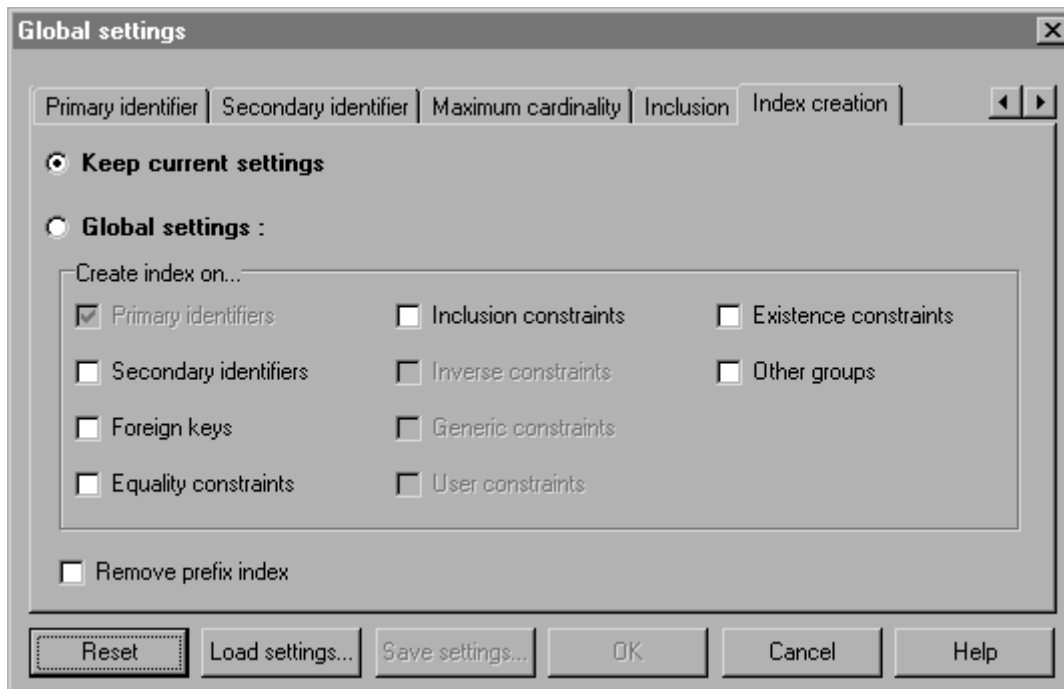 Global settings
Primary identifier Secondary identifier Maximum cardinality Inclusion Index creation
Keep current settings
Global settings :
Create index on...
Primary identifiers Inclusion constraints Existence constraints
Secondary identifiers Inverse constraints Other groups
Foreign keys Generic constraints
Equality constraints User constraints
Remove prefix index
Reset Load settings... Save settings... OK Cancel Help